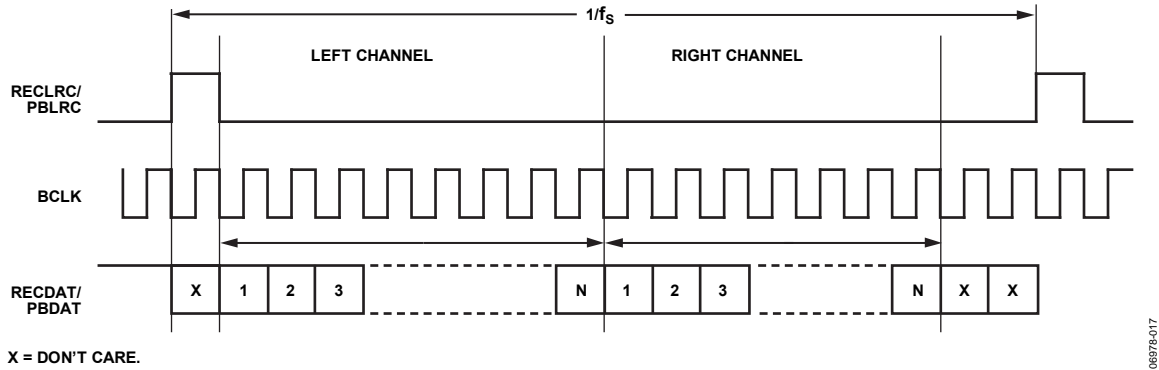 1/fS
LEFT CHANNEL
RIGHT CHANNEL
RECLRC/
PBLRC
BCLK
RECDAT/
PBDAT
X 1 2 3 N 1 2 3 N X X
X = DON'T CARE.
06978-017